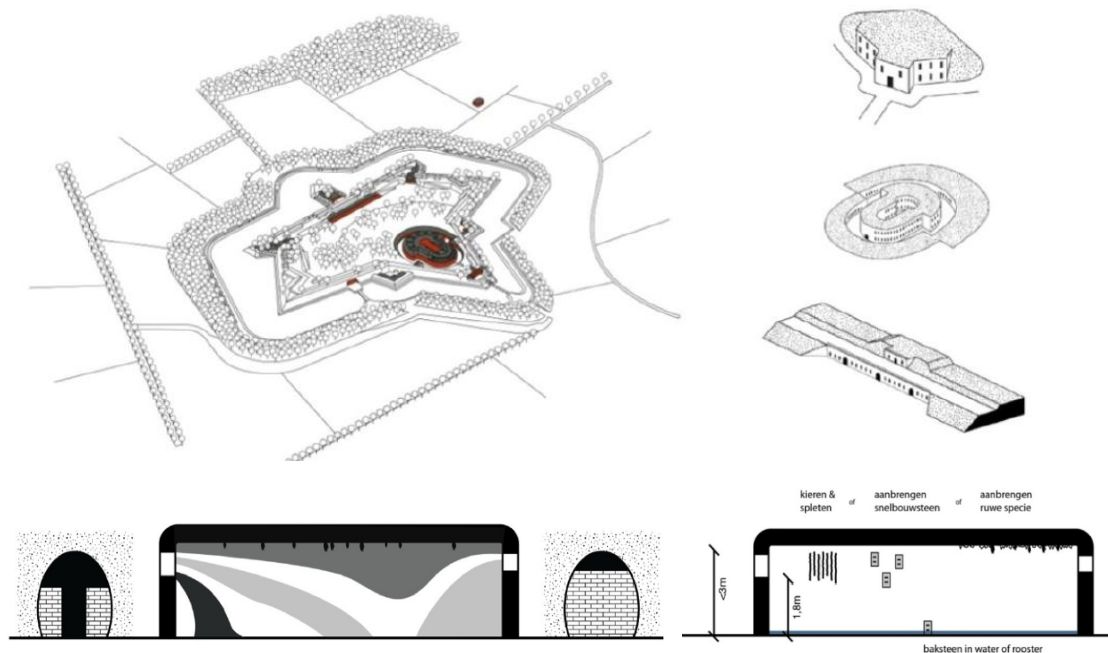 kieren & of aanbrengen of aanbrengen
spleten snelbouwsteen ruwe specie
<3m
1,8m
baksteen in water of rooster